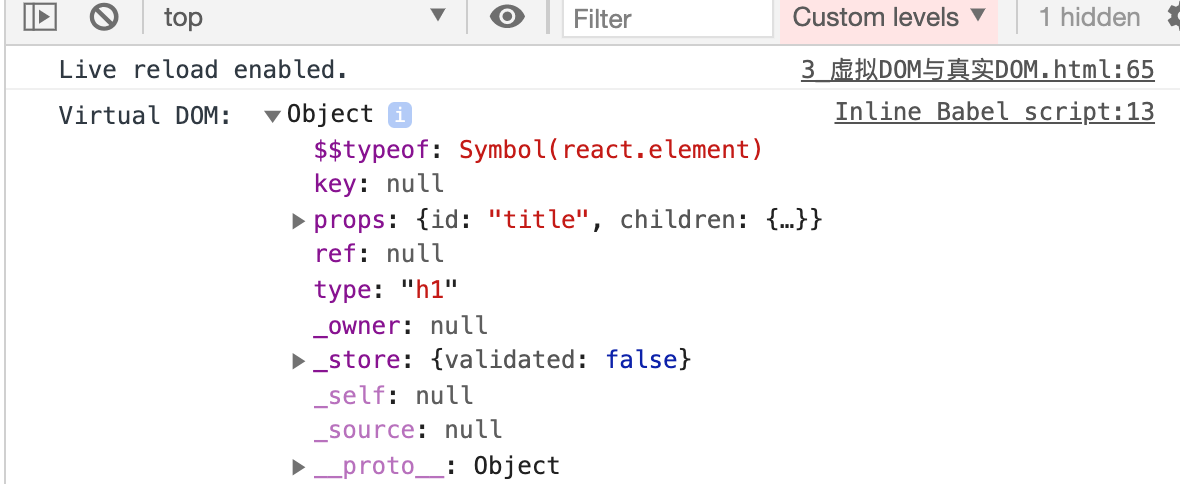 top Filter Custom levels 1 hidden
Live reload enabled. 3_虚拟DOM与真实DOM.html:65
Virtual DOM: Object i Inline Babel script:13
$$typeof: Symbol(react.element)
key: null
props: {id: "title", children: {…}}
ref: null
type: "h1"
_owner: null
_store: {validated: false}
_self: null
_source: null
__proto__: Object